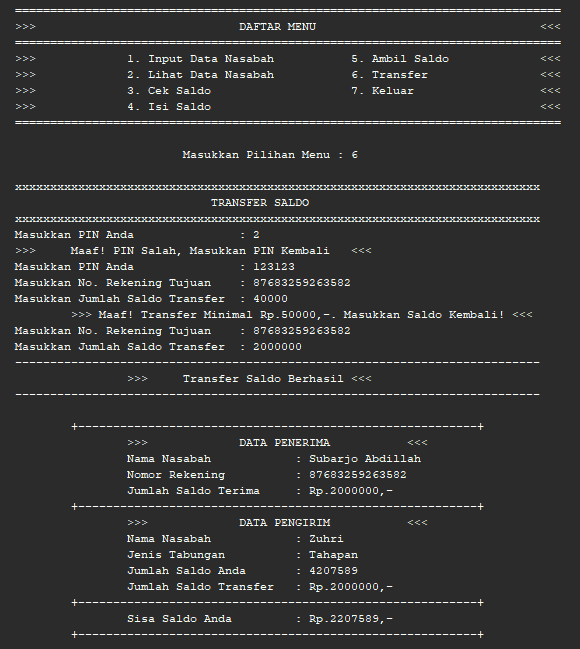 ==============================================================================
>>> DAFTAR MENU <<<
==============================================================================
>>> 1. Input Data Nasabah 5. Ambil Saldo <<<
>>> 2. Lihat Data Nasabah 6. Transfer <<<
>>> 3. Cek Saldo 7. Keluar <<<
>>> 4. Isi Saldo <<<
==============================================================================
Masukkan Pilihan Menu : 6
xxxxxxxxxxxxxxxxxxxxxxxxxxxxxxxxxxxxxxxxxxxxxxxxxxxxxxxxxxxxxxxxxxxxxxxxxxx
TRANSFER SALDO
xxxxxxxxxxxxxxxxxxxxxxxxxxxxxxxxxxxxxxxxxxxxxxxxxxxxxxxxxxxxxxxxxxxxxxxxxxx
Masukkan PIN Anda : 2
>>> Maaf! PIN Salah, Masukkan PIN Kembali <<<
Masukkan PIN Anda : 123123
Masukkan No. Rekening Tujuan : 87683259263582
Masukkan Jumlah Saldo Transfer : 40000
>>> Maaf! Transfer Minimal Rp.50000,-. Masukkan Saldo Kembali! <<<
Masukkan No. Rekening Tujuan : 87683259263582
Masukkan Jumlah Saldo Transfer : 2000000
---------------------------------------------------------------------------
>>> Transfer Saldo Berhasil <<<
---------------------------------------------------------------------------
+---------------------------------------------------------+
>>> DATA PENERIMA <<<
Nama Nasabah : Subarjo Abdillah
Nomor Rekening : 87683259263582
Jumlah Saldo Terima : Rp.2000000,-
+---------------------------------------------------------+
>>> DATA PENGIRIM <<<
Nama Nasabah : Zuhri
Jenis Tabungan : Tahapan
Jumlah Saldo Anda : 4207589
Jumlah Saldo Transfer : Rp.2000000,-
+---------------------------------------------------------+
Sisa Saldo Anda : Rp.2207589,-
+---------------------------------------------------------+